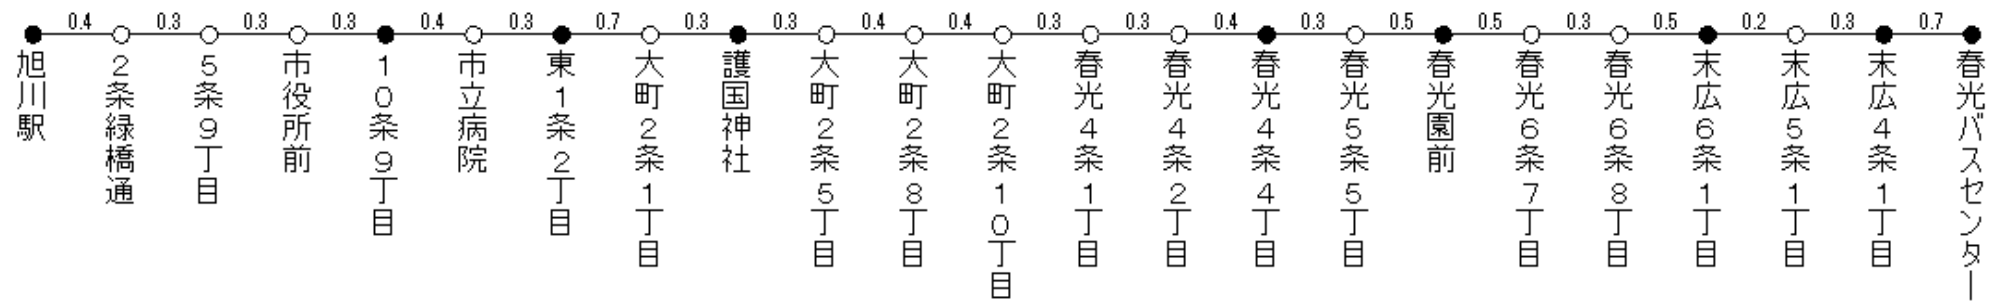 0.4 0.3 0.3 0.3 0.4 0.3 0.7 0.3 0.3 0.4 0.4 0.3 0.3 0.4 0.3 0.5 0.5 0.3 0.5 0.2 0.3 0.7
旭川駅
2条緑橋通
5条9丁目
市役所前
10条9丁目
市立病院
東1条2丁目
大町2条1丁目
護国神社
大町2条5丁目
大町2条8丁目
大町2条10丁目
春光4条1丁目
春光4条2丁目
春光4条4丁目
春光5条5丁目
春光園前
春光6条7丁目
春光6条8丁目
末広6条1丁目
末広5条1丁目
末広4条1丁目
春光バスセンター